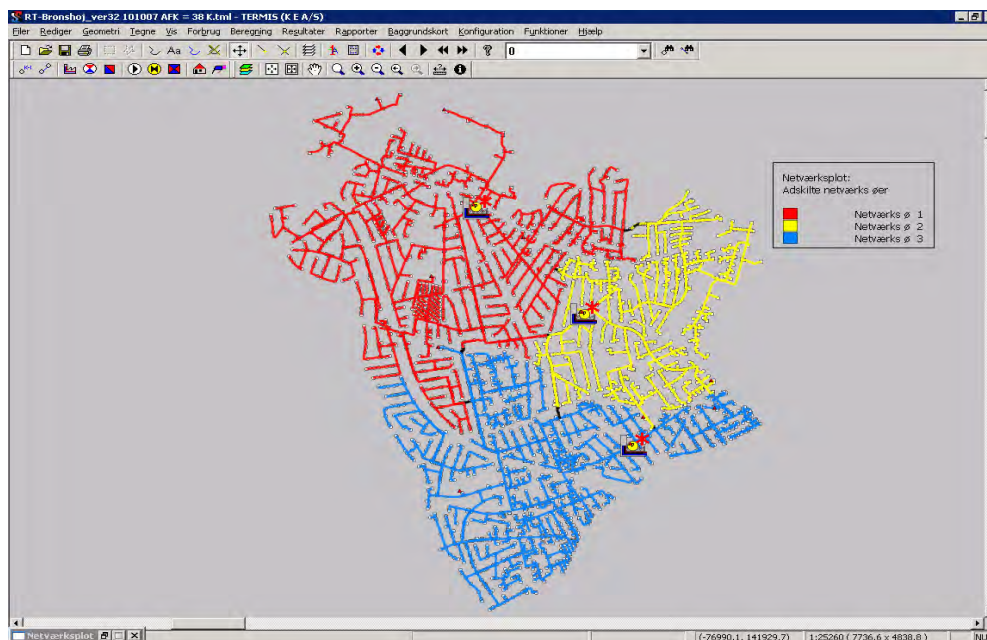 RT-Bronshoj_ver32 101007 AFK = 38 K.tml - TERMIS (K E A/S)
Filer Rediger Geometri Tegne Vis Forbrug Beregning Resultater Rapporter Baggrundskort Konfiguration Funktioner Hjælp
Aa
0
Netværksplot:
Adskilte netværks øer
Netværks ø 1
Netværks ø 2
Netværks ø 3
Netværksplot
(-76990.1, 141929.7)
1:25260 ( 7736.6 x 4838.8 )
NU